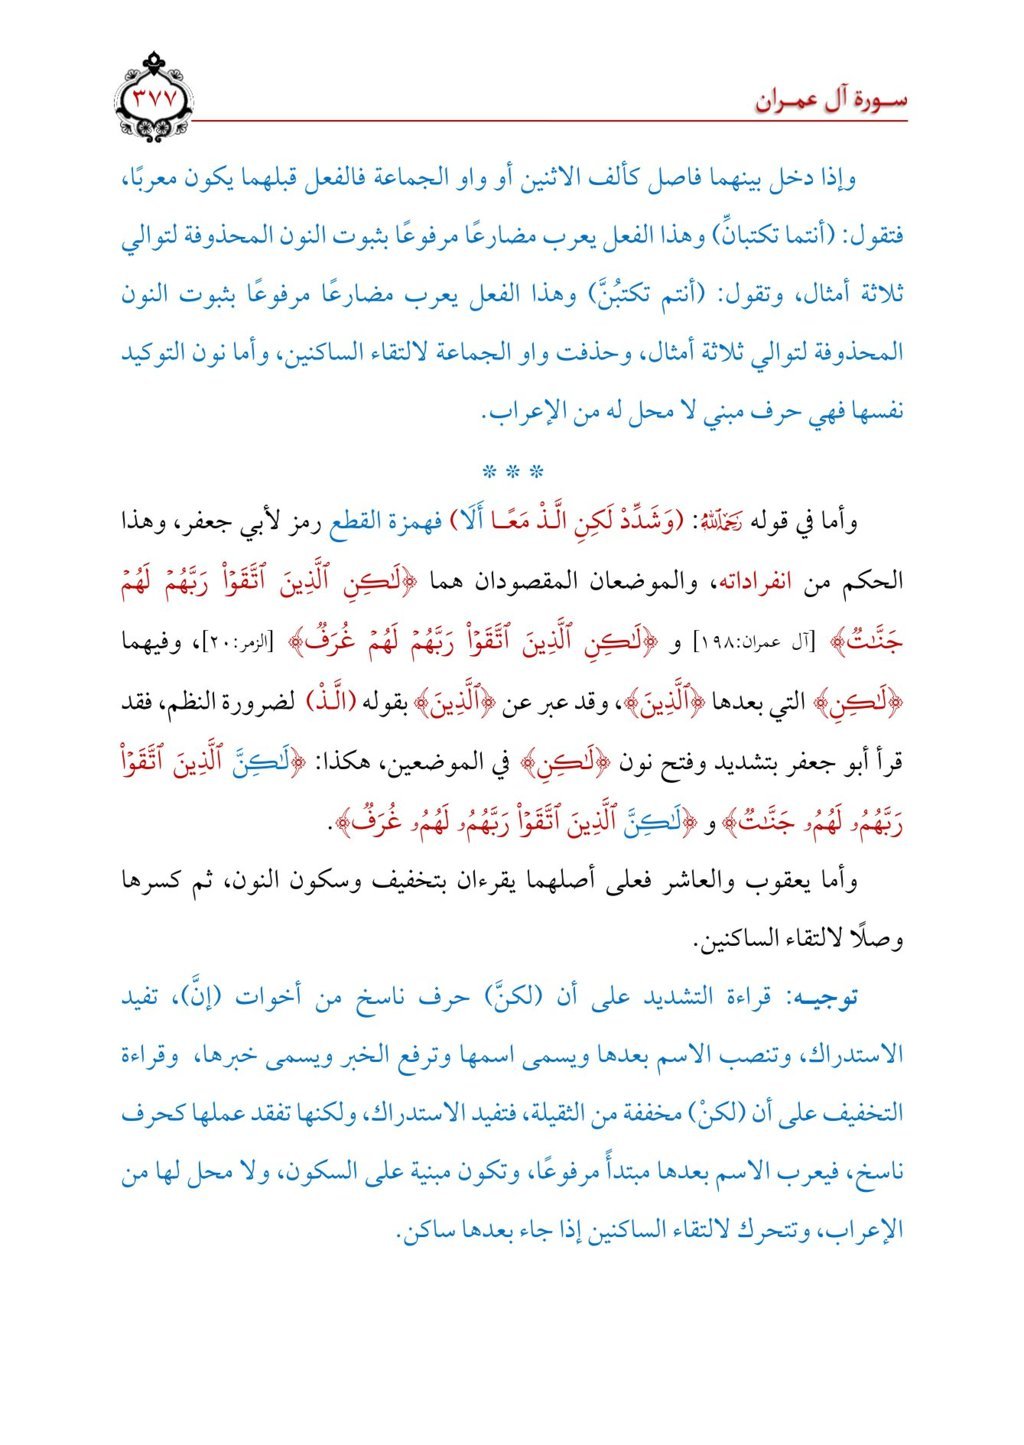 سورة آل عمران
٣٧٧
وإذا دخل بينهما فاصل كألف الاثنين أو واو الجماعة فالفعل قبلهما يكون معربًا،
فتقول: (أنتما تكتبانِّ) وهذا الفعل يعرب مضارعًا مرفوعًا بثبوت النون المحذوفة لتوالي
ثلاثة أمثال، وتقول: (أنتم تكتبُنَّ) وهذا الفعل يعرب مضارعًا مرفوعًا بثبوت النون
المحذوفة لتوالي ثلاثة أمثال، وحذفت واو الجماعة لالتقاء الساكنين، وأما نون التوكيد
نفسها فهي حرف مبني لا محل له من الإعراب.
* * *
وأما في قوله رَحِمَهُ ٱللَّهُ: (وَشَدِّدْ لَكِنِ الَّـذْ مَعًـا أَلَا) فهمزة القطع رمز لأبي جعفر، وهذا
الحكم من انفراداته، والموضعان المقصودان هما ﴿لَـٰكِنِ ٱلَّذِينَ ٱتَّقَوْا۟ رَبَّهُمْ لَهُمْ
جَنَّـٰتٌ﴾ [آل عمران:١٩٨] و ﴿لَـٰكِنِ ٱلَّذِينَ ٱتَّقَوْا۟ رَبَّهُمْ لَهُمْ غُرَفٌ﴾ [الزمر:٢٠]، وفيهما
﴿لَـٰكِنِ﴾ التي بعدها ﴿ٱلَّذِينَ﴾، وقد عبر عن ﴿ٱلَّذِينَ﴾ بقوله (الَّـذْ) لضرورة النظم، فقد
قرأ أبو جعفر بتشديد وفتح نون ﴿لَـٰكِنِ﴾ في الموضعين، هكذا: ﴿لَـٰكِنَّ ٱلَّذِينَ ٱتَّقَوْا۟
رَبَّهُمُۥ لَهُمُۥ جَنَّـٰتٌ﴾ و ﴿لَـٰكِنَّ ٱلَّذِينَ ٱتَّقَوْا۟ رَبَّهُمُۥ لَهُمُۥ غُرَفٌ﴾.
وأما يعقوب والعاشر فعلى أصلهما يقرءان بتخفيف وسكون النون، ثم كسرها
وصلًا لالتقاء الساكنين.
توجيـه: قراءة التشديد على أن (لكنَّ) حرف ناسخ من أخوات (إنَّ)، تفيد
الاستدراك، وتنصب الاسم بعدها ويسمى اسمها وترفع الخبر ويسمى خبرها، وقراءة
التخفيف على أن (لكنْ) مخففة من الثقيلة، فتفيد الاستدراك، ولكنها تفقد عملها كحرف
ناسخ، فيعرب الاسم بعدها مبتدأً مرفوعًا، وتكون مبنية على السكون، ولا محل لها من
الإعراب، وتتحرك لالتقاء الساكنين إذا جاء بعدها ساكن.